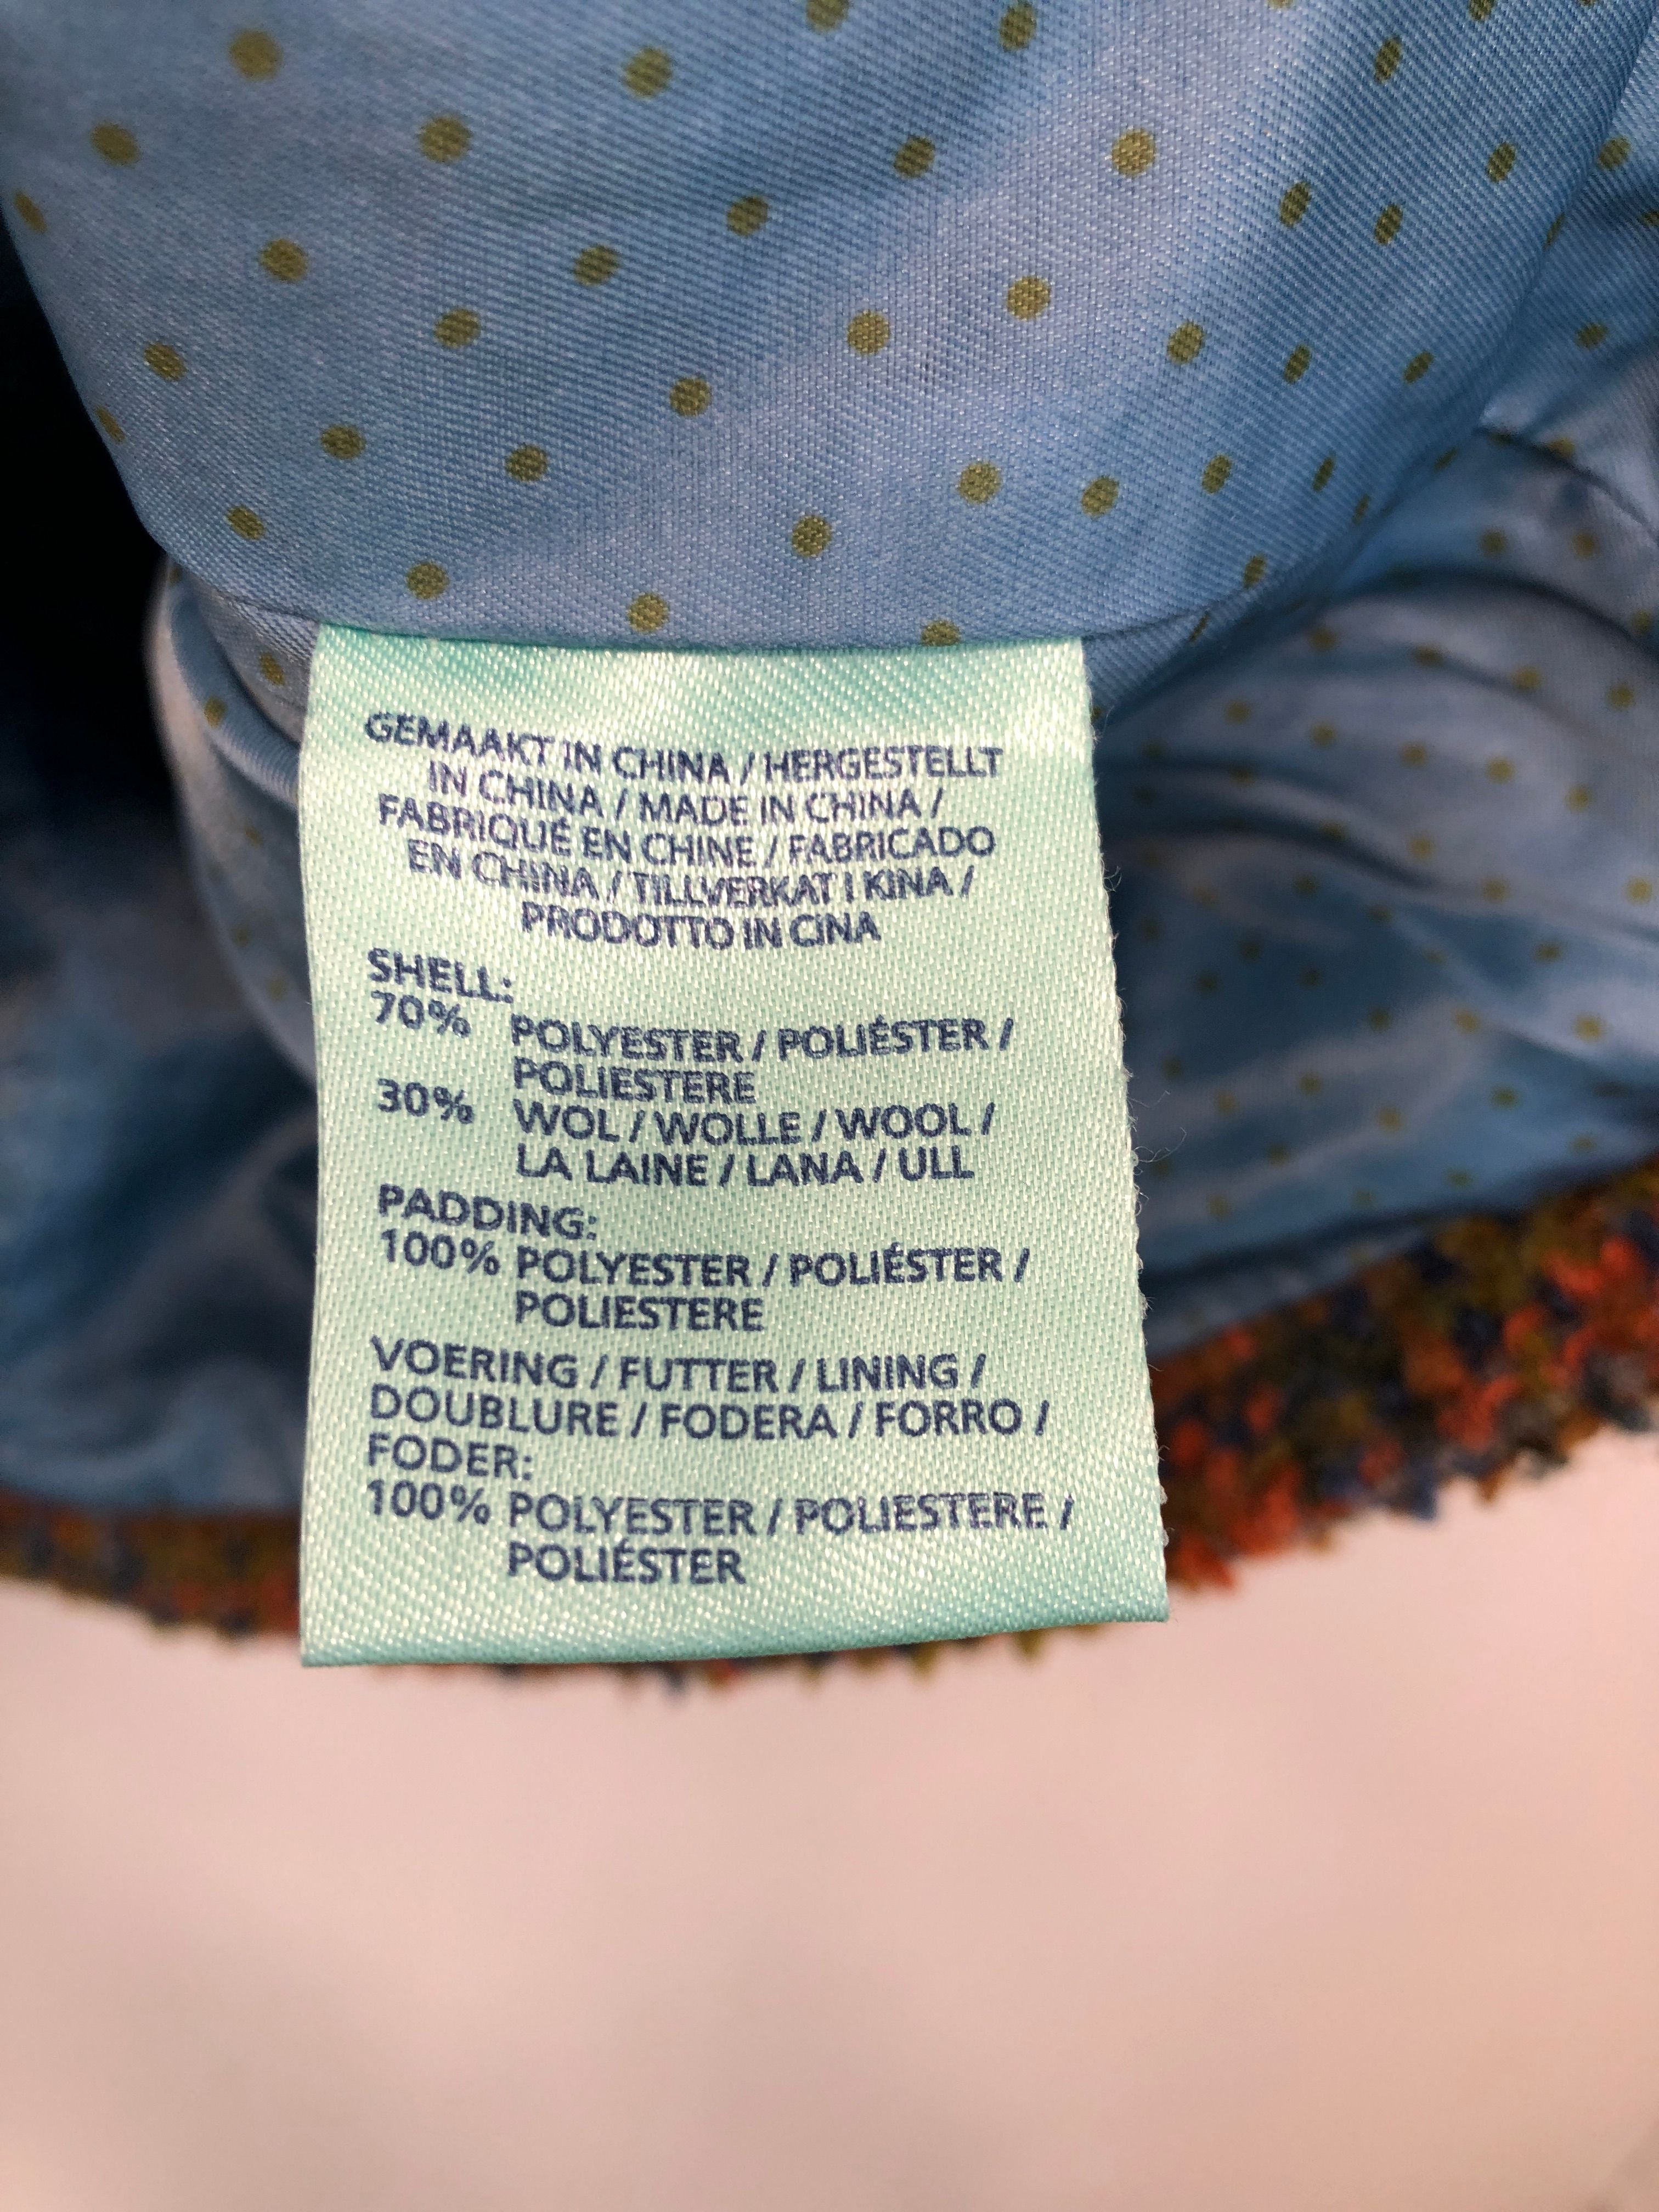 GEMAAKT IN CHINA / HERGESTELLT
IN CHINA / MADE IN CHINA /
FABRIQUÉ EN CHINE / FABRICADO
EN CHINA / TILLVERKAT I KINA /
PRODOTTO IN CINA
SHELL:
70% POLYESTER / POLIÉSTER /
POLIESTERE
30% WOL / WOLLE / WOOL /
LA LAINE / LANA / ULL
PADDING:
100% POLYESTER / POLIÉSTER /
POLIESTERE
VOERING / FUTTER / LINING /
DOUBLURE / FODERA / FORRO /
FODER:
100% POLYESTER / POLIESTERE /
POLIÉSTER